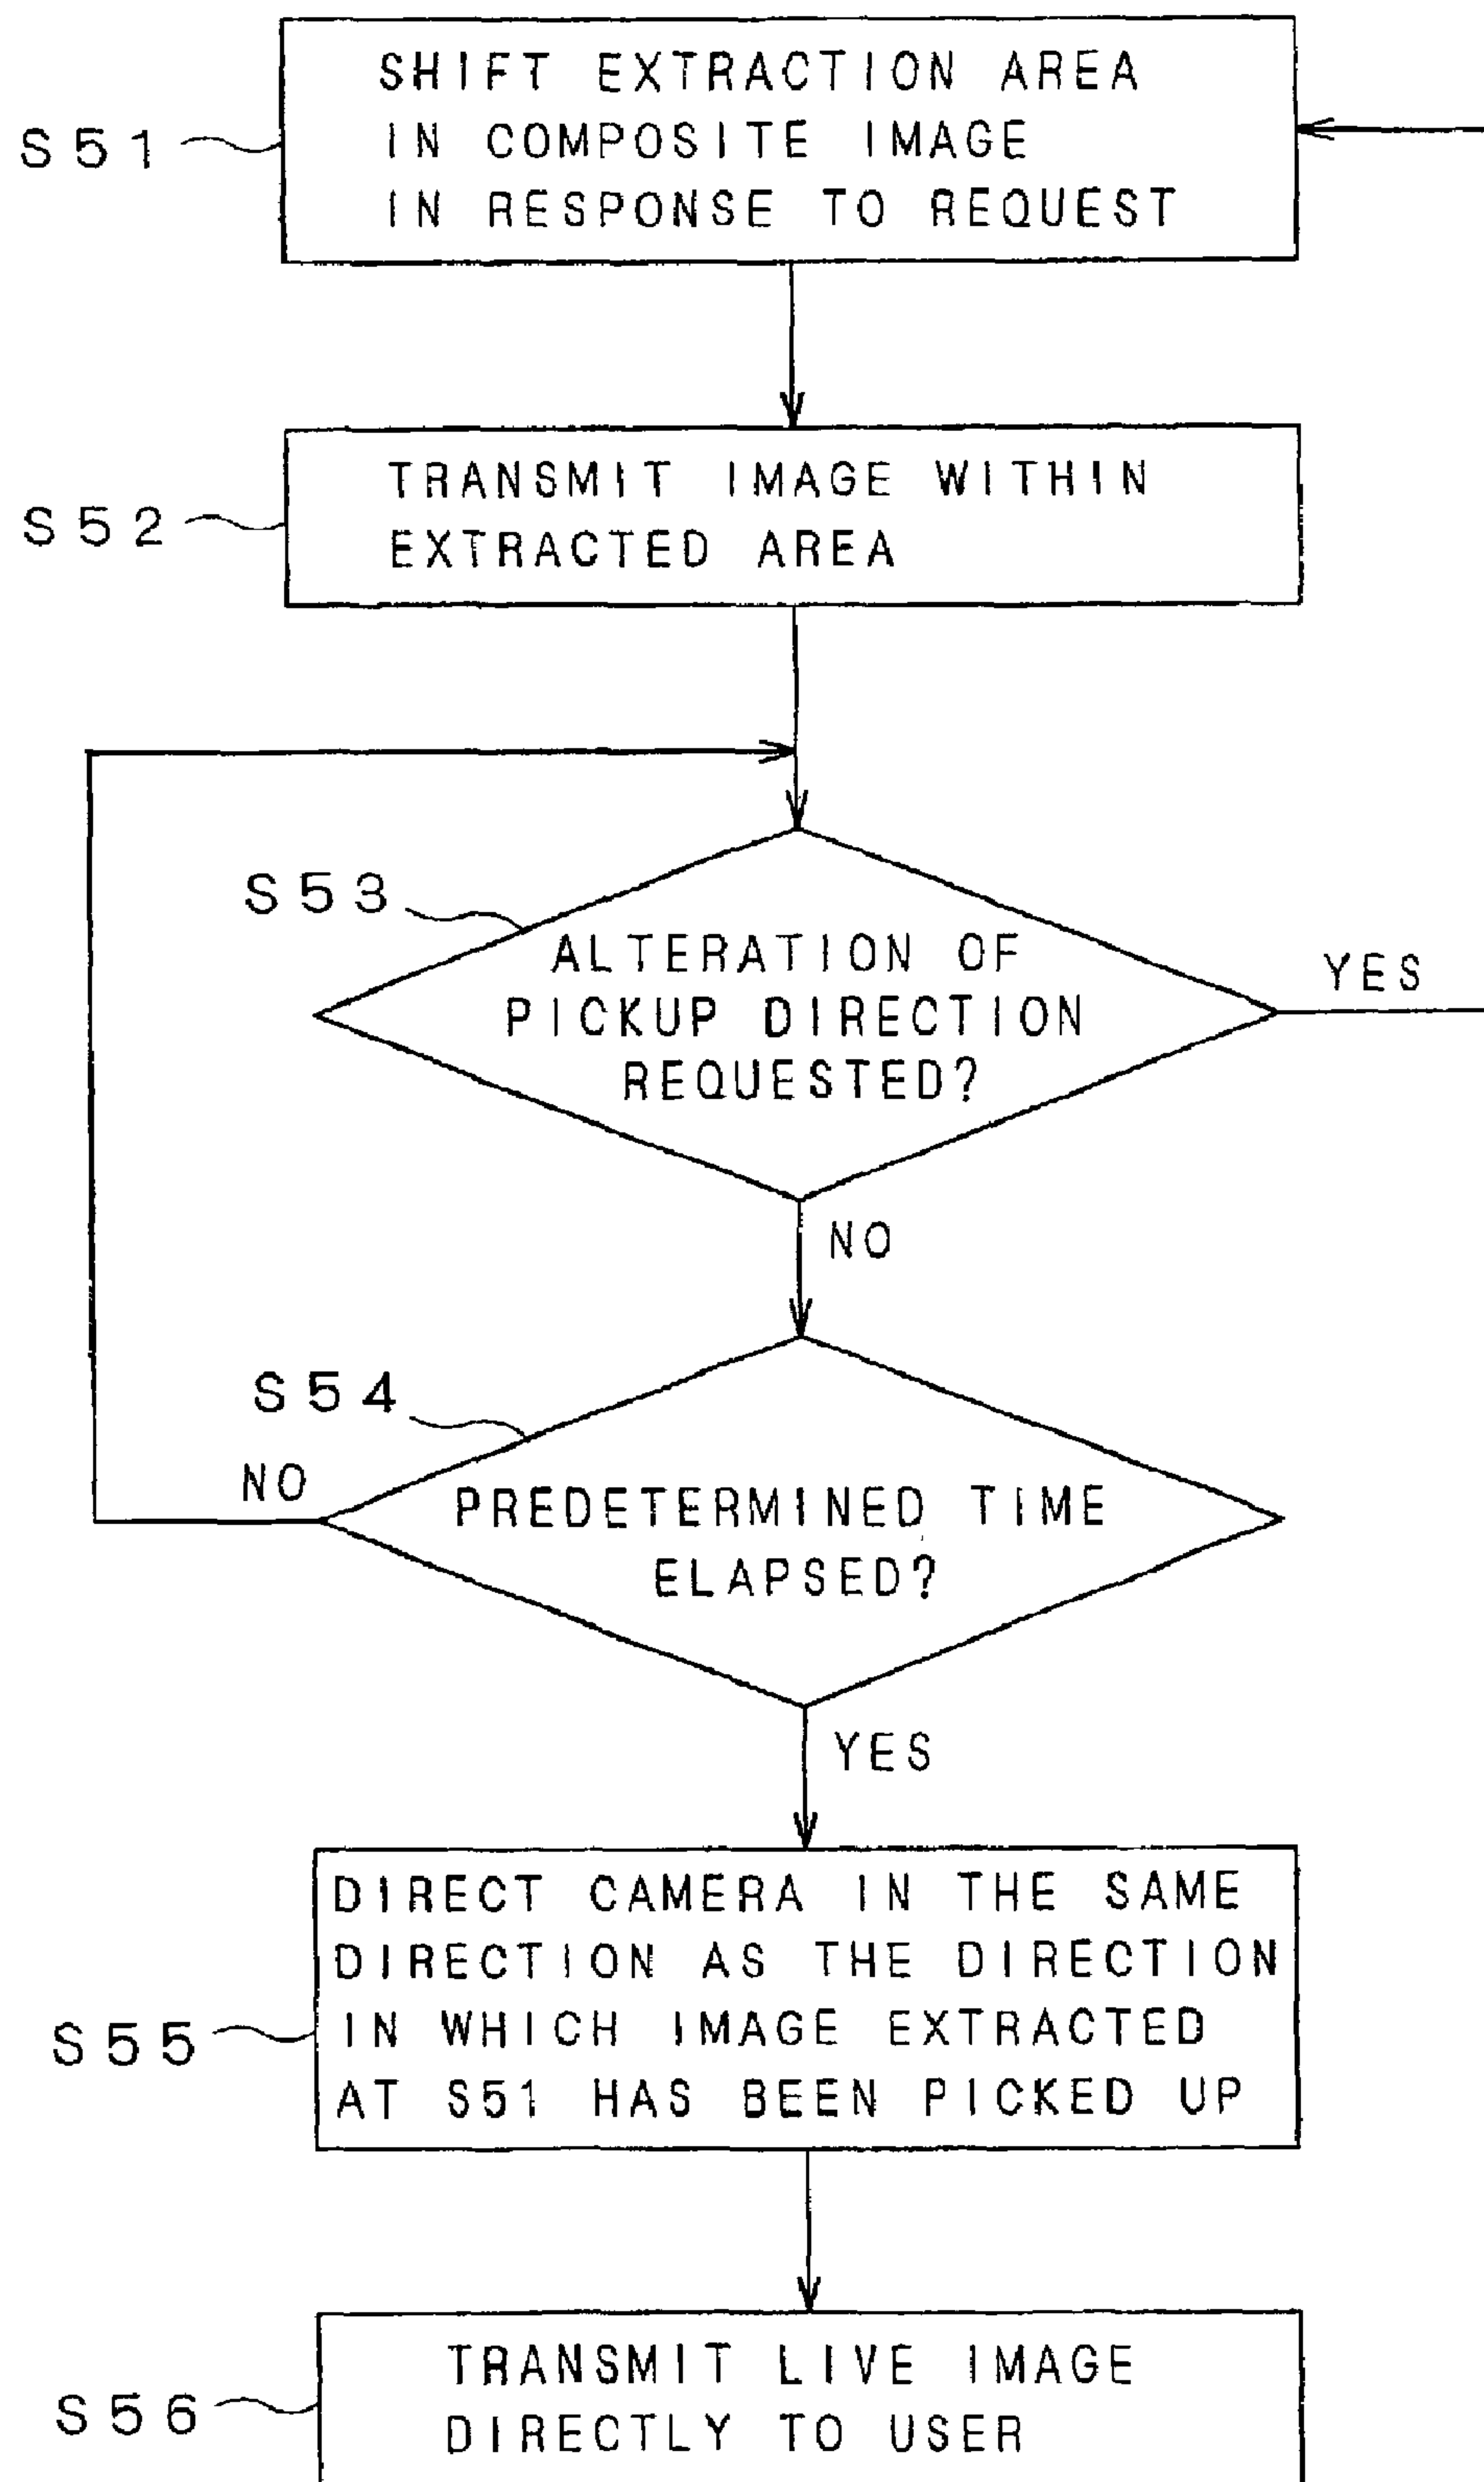 S51
SHIFT EXTRACTION AREA
IN COMPOSITE IMAGE
IN RESPONSE TO REQUEST
S52
TRANSMIT IMAGE WITHIN
EXTRACTED AREA
S53
ALTERATION OF
PICKUP DIRECTION
REQUESTED?
YES
NO
S54
NO
PREDETERMINED TIME
ELAPSED?
YES
S55
DIRECT CAMERA IN THE SAME
DIRECTION AS THE DIRECTION
IN WHICH IMAGE EXTRACTED
AT S51 HAS BEEN PICKED UP
S56
TRANSMIT LIVE IMAGE
DIRECTLY TO USER